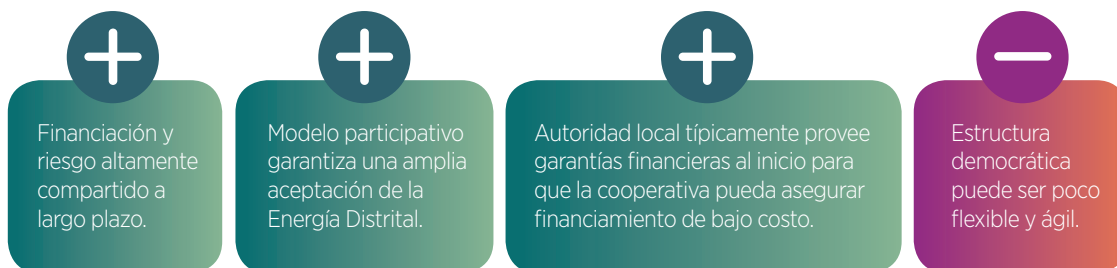 Financiación y
riesgo altamente
compartido a
largo plazo.
Modelo participativo
garantiza una amplia
aceptación de la
Energía Distrital.
Autoridad local típicamente provee
garantías financieras al inicio para
que la cooperativa pueda asegurar
financiamiento de bajo costo.
Estructura
democrática
puede ser poco
flexible y ágil.